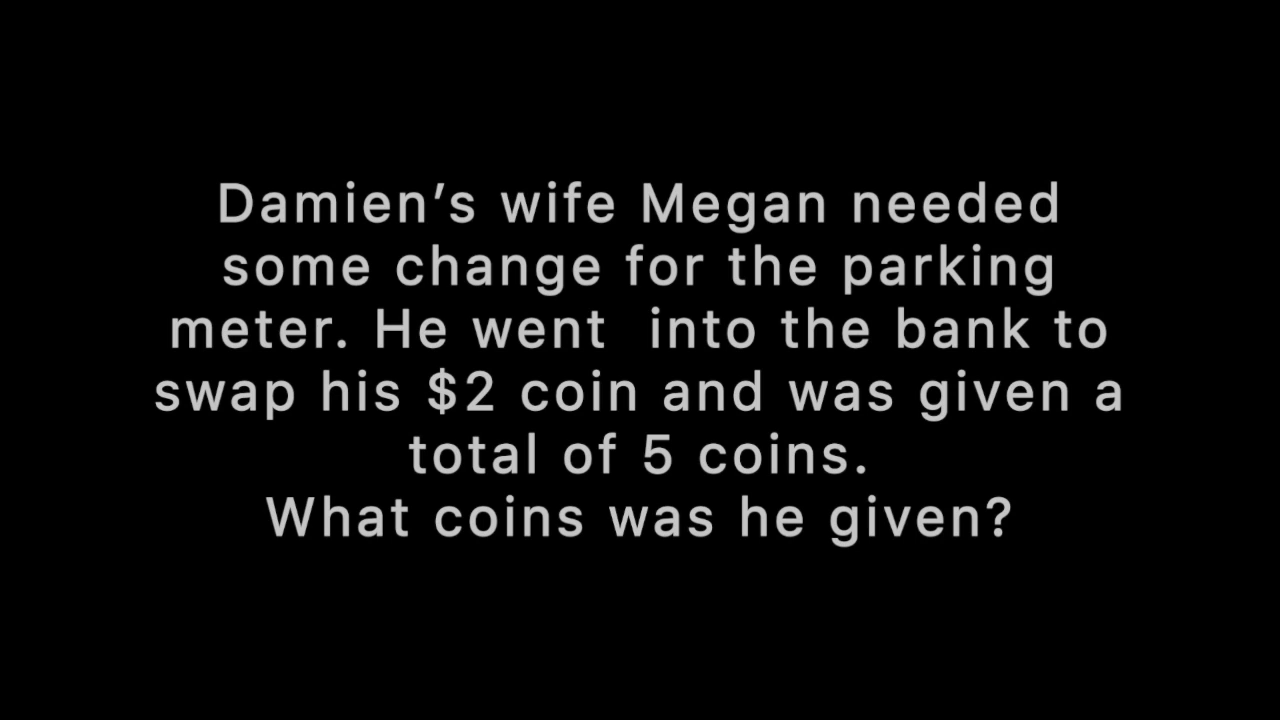 Damien’s wife Megan needed
some change for the parking
meter. He went  into the bank to
swap his $2 coin and was given a
total of 5 coins.
What coins was he given?